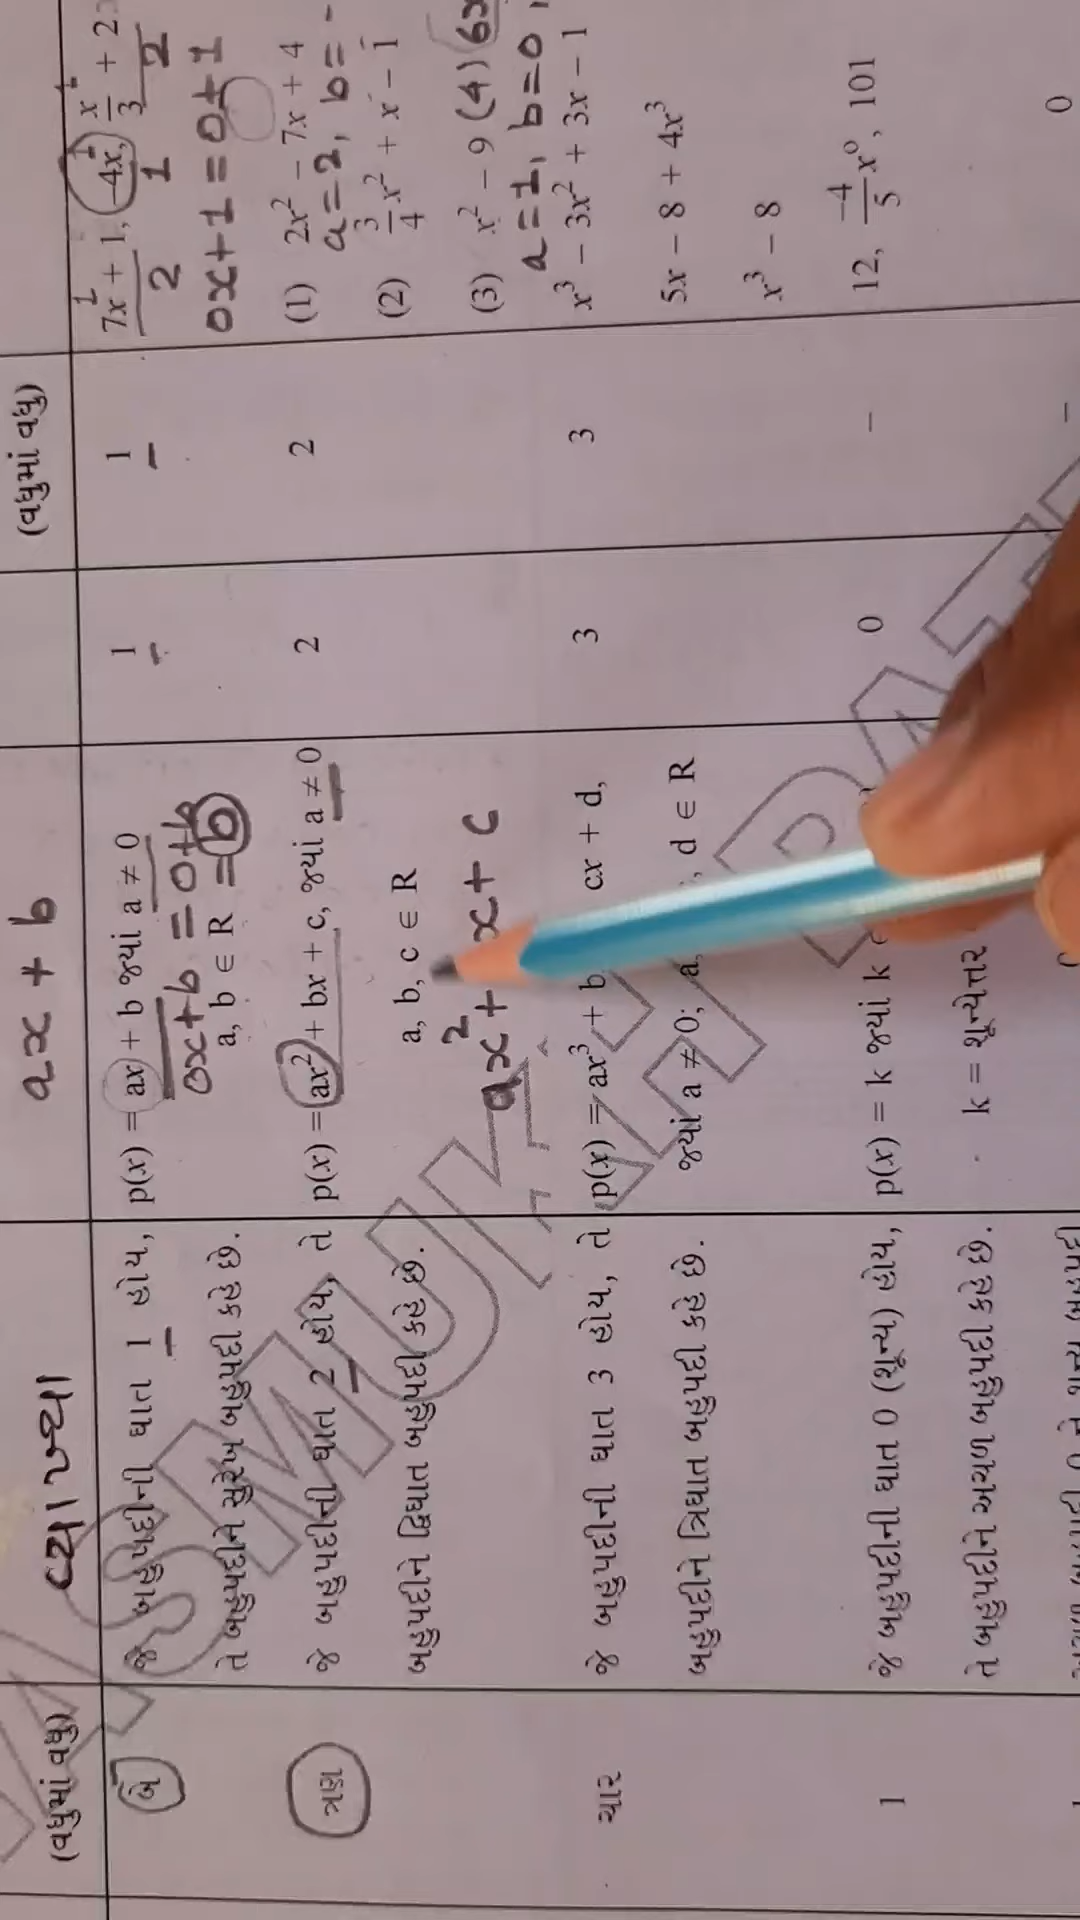 (વધુમાં વધુ)
વ્યાખ્યા
ax + b
(વધુમાં વધુ)
બે
જે બહુપદીની ઘાત 1 હોય,
તે બહુપદીને સુરેખ બહુપદી કહે છે.
p(x) = ax + b જ્યાં a ≠ 0
0x+b = 0+b
a, b ∈ R = b
1
1
7x + 1, -4x, x/3 + 2
0x+1 = 0+1
ત્રણ
જે બહુપદીની ઘાત 2 હોય, તે
બહુપદીને દ્વિઘાત બહુપદી કહે છે.
p(x) = ax² + bx + c, જ્યાં a ≠ 0
a, b, c ∈ R
2
2
(1) 2x² − 7x + 4
a=2, b=-
(2) 3/4 x² + x − 1
(3) x² − 9 (4) 6x
a=1, b=0,
ચાર
જે બહુપદીની ઘાત 3 હોય, તે
બહુપદીને ત્રિઘાત બહુપદી કહે છે.
p(x) = ax³ + b cx + d,
જ્યાં a ≠ 0; a, d ∈ R
3
3
x³ − 3x² + 3x − 1
5x − 8 + 4x³
x³ − 8
1
જે બહુપદીની ઘાત 0 (શૂન્ય) હોય,
તે બહુપદીને અચળ બહુપદી કહે છે.
p(x) = k જ્યાં k
k = શૂન્યેત્તર
0
–
12, -4/5 x⁰, 101
–
0